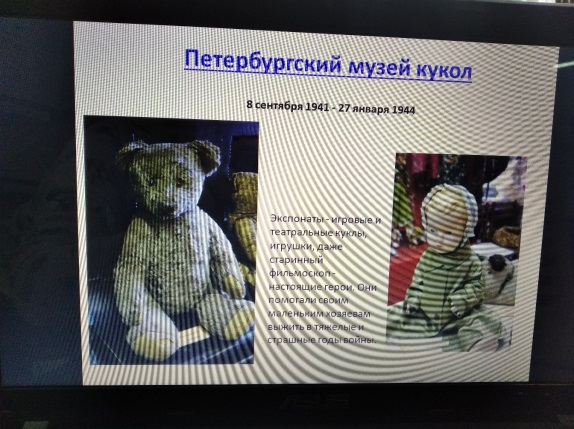 Петербургский музей кукол
8 сентября 1941 - 27 января 1944
Экспонаты - игровые и
театральные куклы,
игрушки, даже
старинный
фильмоскоп -
настоящие герои. Они
помогали своим
маленьким хозяевам
выжить в тяжелые и
страшные годы войны.